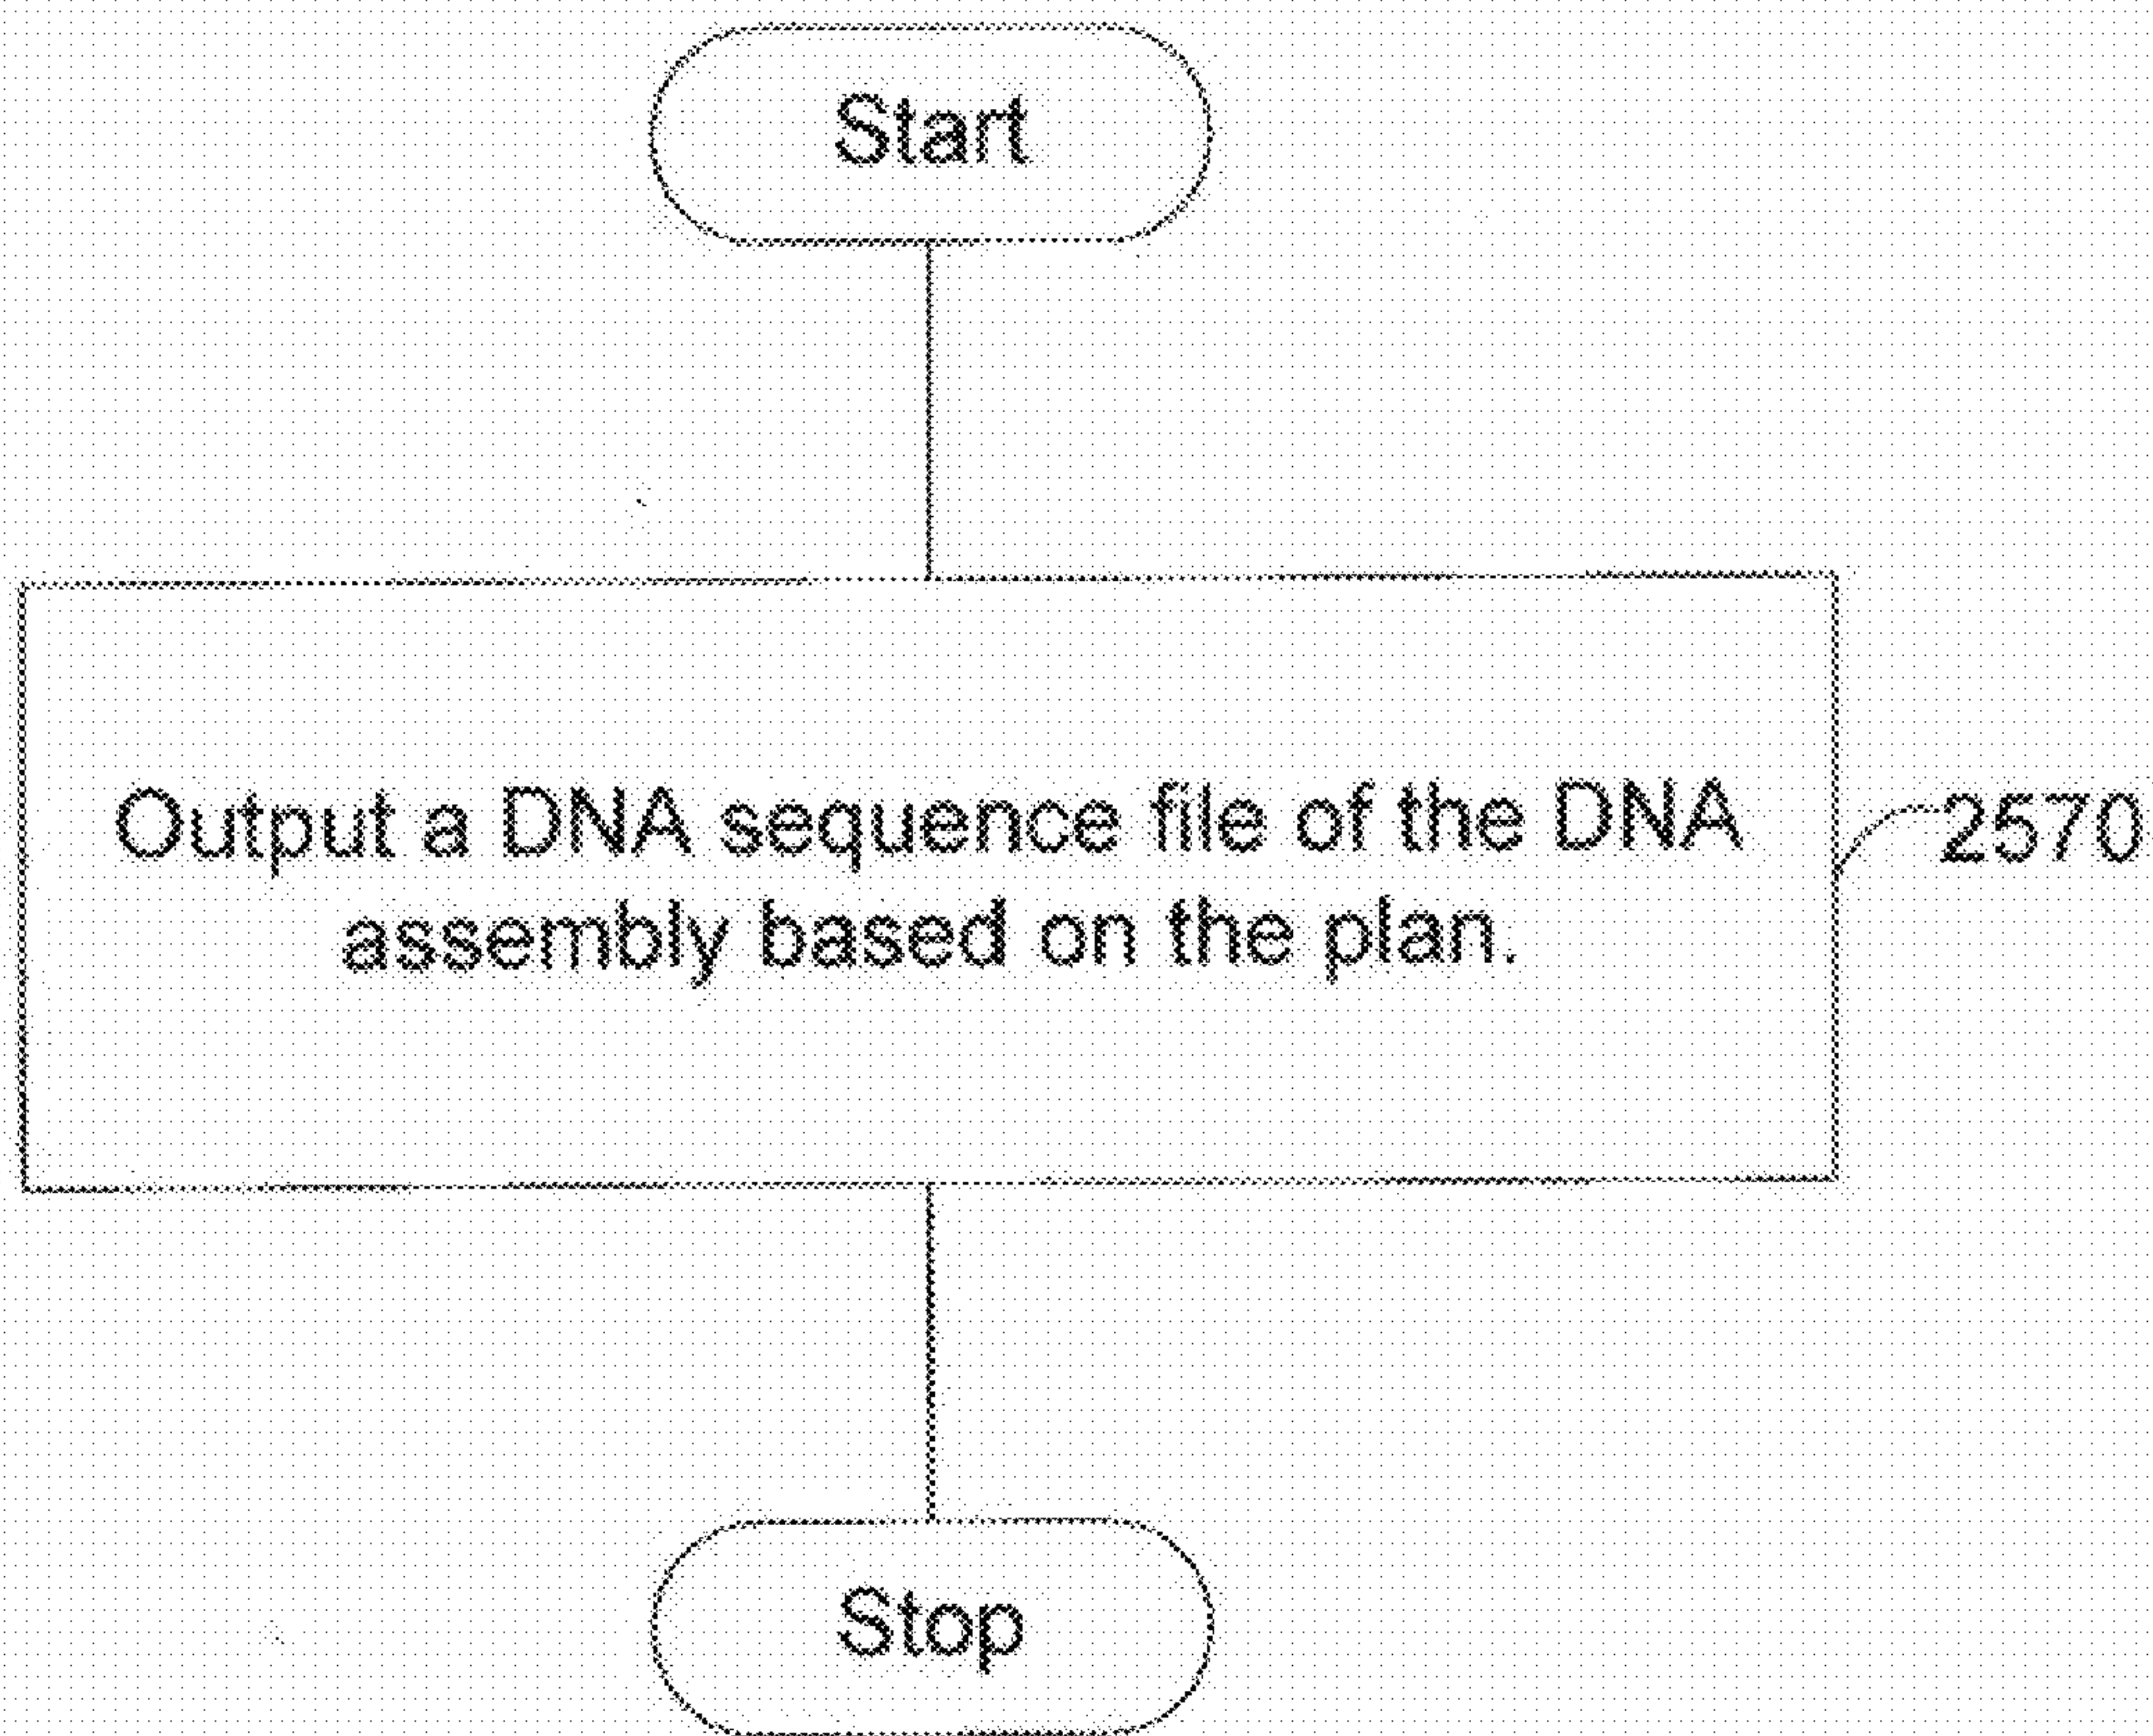 Start
Output a DNA sequence file of the DNA
assembly based on the plan.
2570
Stop